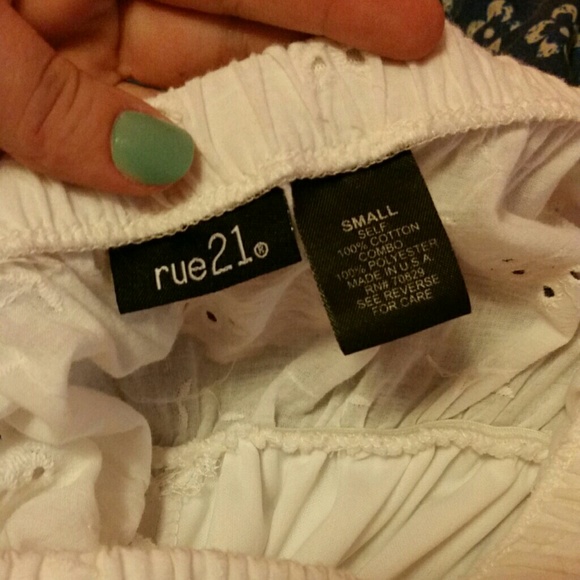 rue21®
SMALL
SELF
100% COTTON
COMBO
100% POLYESTER
MADE IN U.S.A.
RN# 70829
SEE REVERSE
FOR CARE